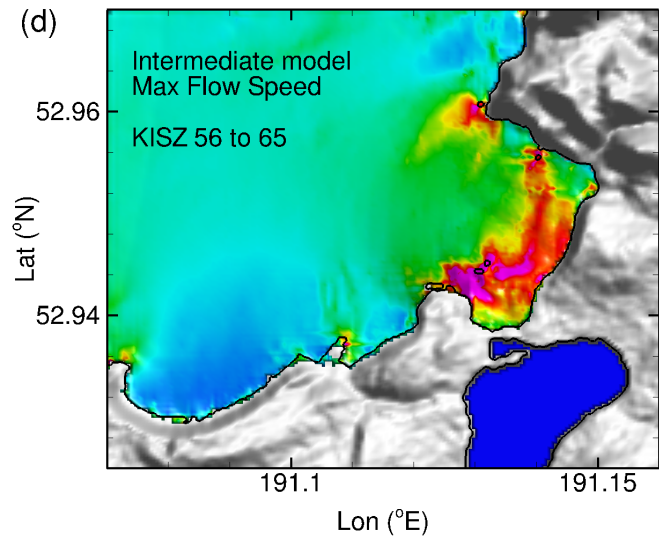 (d)
Intermediate model
Max Flow Speed
KISZ 56 to 65
52.96
Lat (°N)
52.94
191.1
191.15
Lon (°E)